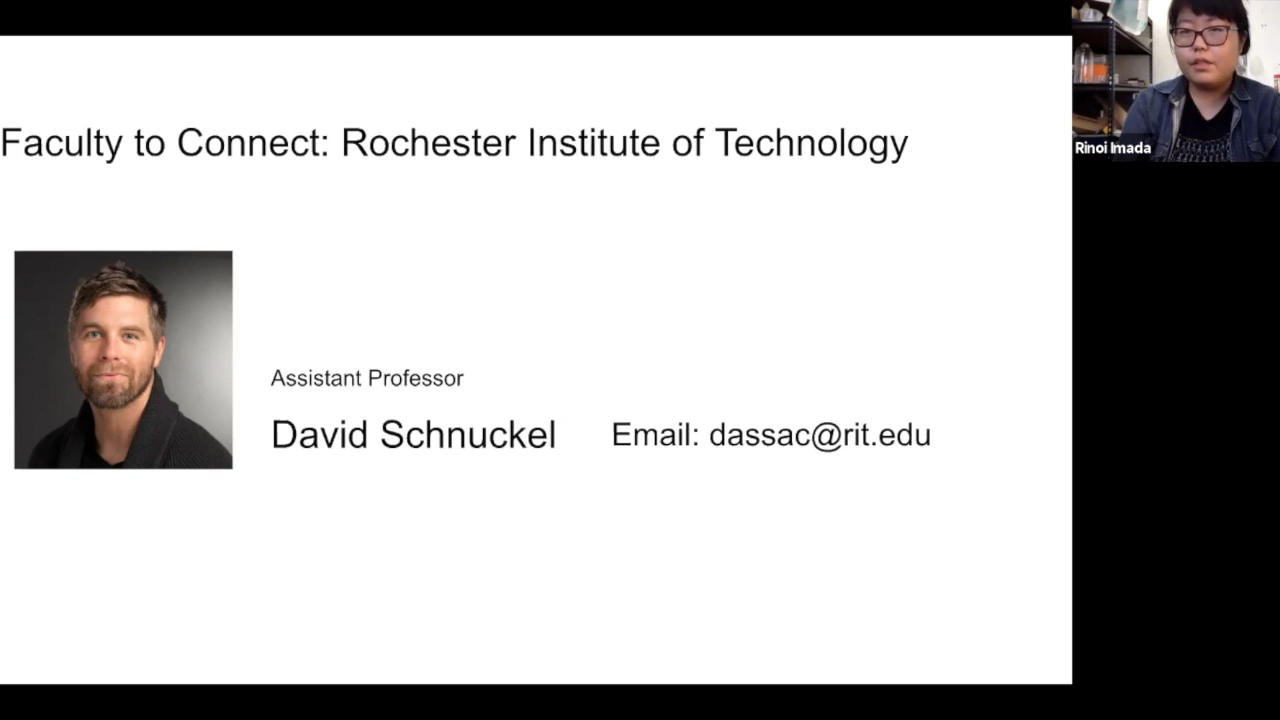 Faculty to Connect: Rochester Institute of Technology
Rinoi Imada
Assistant Professor
David Schnuckel
Email: dassac@rit.edu